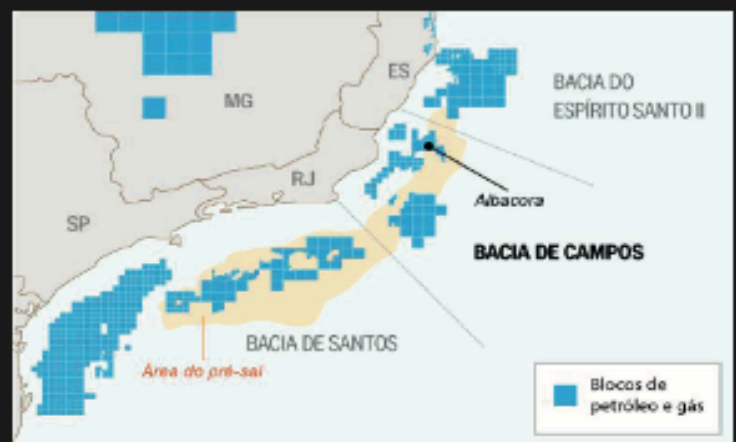 ES
BACIA DO
ESPÍRITO SANTO II
MG
RJ
Albacora
SP
BACIA DE CAMPOS
BACIA DE SANTOS
Área do pré-sal
Blocos de
petróleo e gás